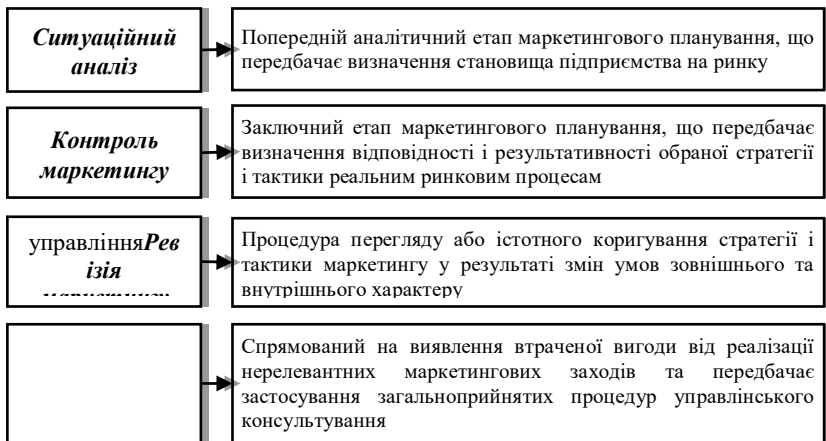 Ситуаційний
аналіз
Попередній аналітичний етап маркетингового планування, що
передбачає визначення становища підприємства на ринку
Контроль
маркетингу
Заключний етап маркетингового планування, що передбачає
визначення відповідності і результативності обраної стратегії
і тактики реальним ринковим процесам
управлінняРев
ізія
Процедура перегляду або істотного коригування стратегії і
тактики маркетингу у результаті змін умов зовнішнього та
внутрішнього характеру
Спрямований на виявлення втраченої вигоди від реалізації
нерелевантних маркетингових заходів та передбачає
застосування загальноприйнятих процедур управлінського
консультування